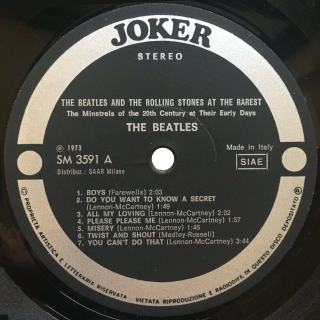 JOKER
STEREO
THE BEATLES AND THE ROLLING STONES AT THE RAREST
The Minstrels of the 20th Century at Their Early Days
THE BEATLES
℗ 1973
SM 3591 A
Distribuz.: SAAR Milano
Made in Italy
SIAE
1. BOYS (Farewells) 2:03
2. DO YOU WANT TO KNOW A SECRET
(Lennon-McCartney) 1:49
3. ALL MY LOVING (Lennon-McCartney) 2:02
4. PLEASE PLEASE ME (Lennon-McCartney) 1:57
5. MISERY (Lennon-McCartney) 1:45
6. TWIST AND SHOUT (Medley-Russell)
7. YOU CAN'T DO THAT (Lennon-McCartney) 3:44
PROPRIETÀ ARTISTICA E LETTERARIA RISERVATA - VIETATA RIPRODUZIONE E RADIODIFF. DI QUESTO DISCO DEPOSITATO